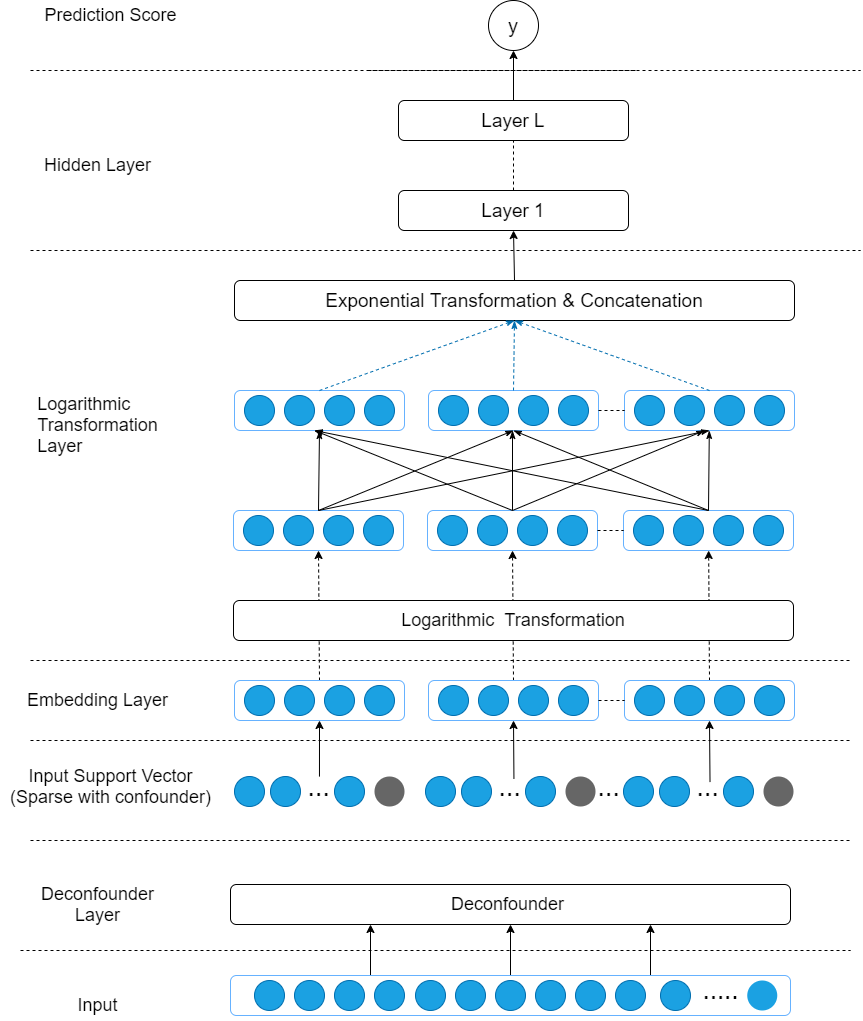 Prediction Score
y
Layer L
Hidden Layer
Layer 1
Exponential Transformation & Concatenation
Logarithmic
Transformation
Layer
Logarithmic Transformation
Embedding Layer
Input Support Vector
(Sparse with confounder)
... ... ... ...
Deconfounder
Layer
Deconfounder
Input
.....